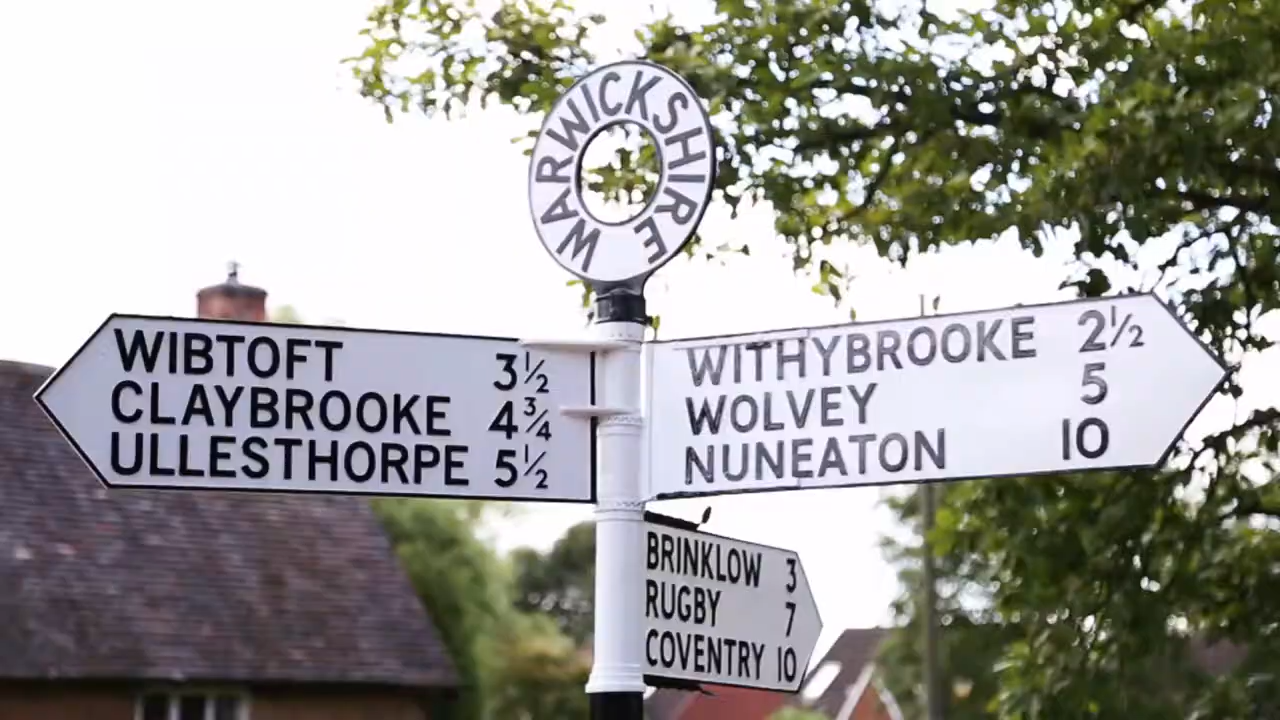 WARWICKSHIRE
WIBTOFT 3½
CLAYBROOKE 4¾
ULLESTHORPE 5½
WITHYBROOKE 2½
WOLVEY 5
NUNEATON 10
BRINKLOW 3
RUGBY 7
COVENTRY 10